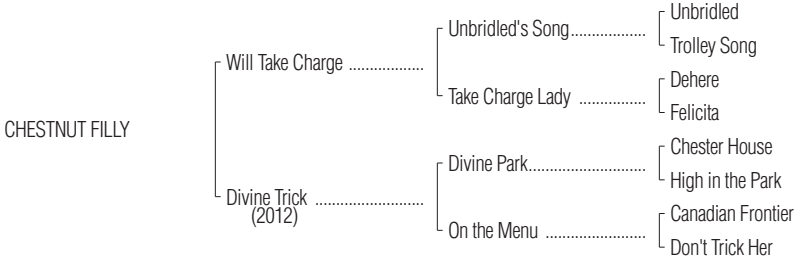 Unbridled
Unbridled's Song..................
Trolley Song
Will Take Charge ..................
Dehere
Take Charge Lady ................
Felicita
CHESTNUT FILLY
Chester House
Divine Park............................
High in the Park
Divine Trick ..........................
(2012)
Canadian Frontier
On the Menu ........................
Don't Trick Her